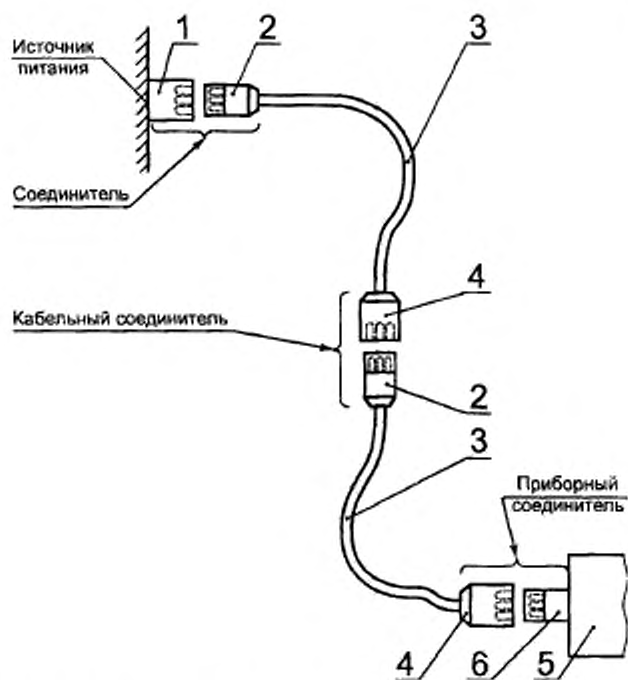 1
2
3
Источник
питания
Соединитель
4
Кабельный соединитель
2
3
Приборный
соединитель
4
6
5